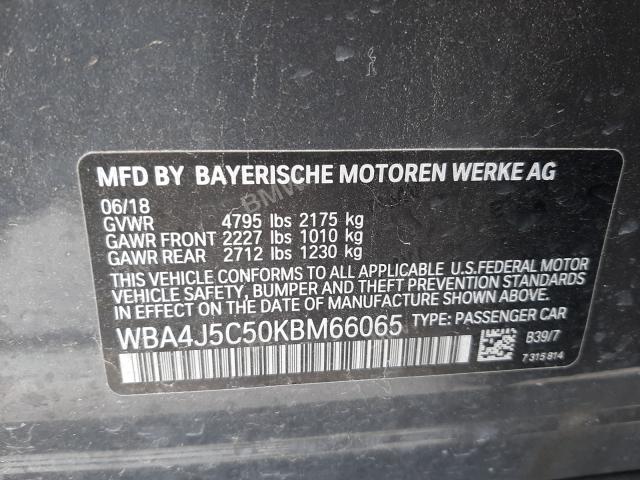 MFD BY BAYERISCHE MOTOREN WERKE AG
BMW
06/18
GVWR 4795 lbs 2175 kg
GAWR FRONT 2227 lbs 1010 kg
GAWR REAR 2712 lbs 1230 kg
THIS VEHICLE CONFORMS TO ALL APPLICABLE U.S.FEDERAL MOTOR
VEHICLE SAFETY, BUMPER AND THEFT PREVENTION STANDARDS
IN EFFECT ON THE DATE OF MANUFACTURE SHOWN ABOVE.
WBA4J5C50KBM66065 TYPE: PASSENGER CAR
B39/7
7315814